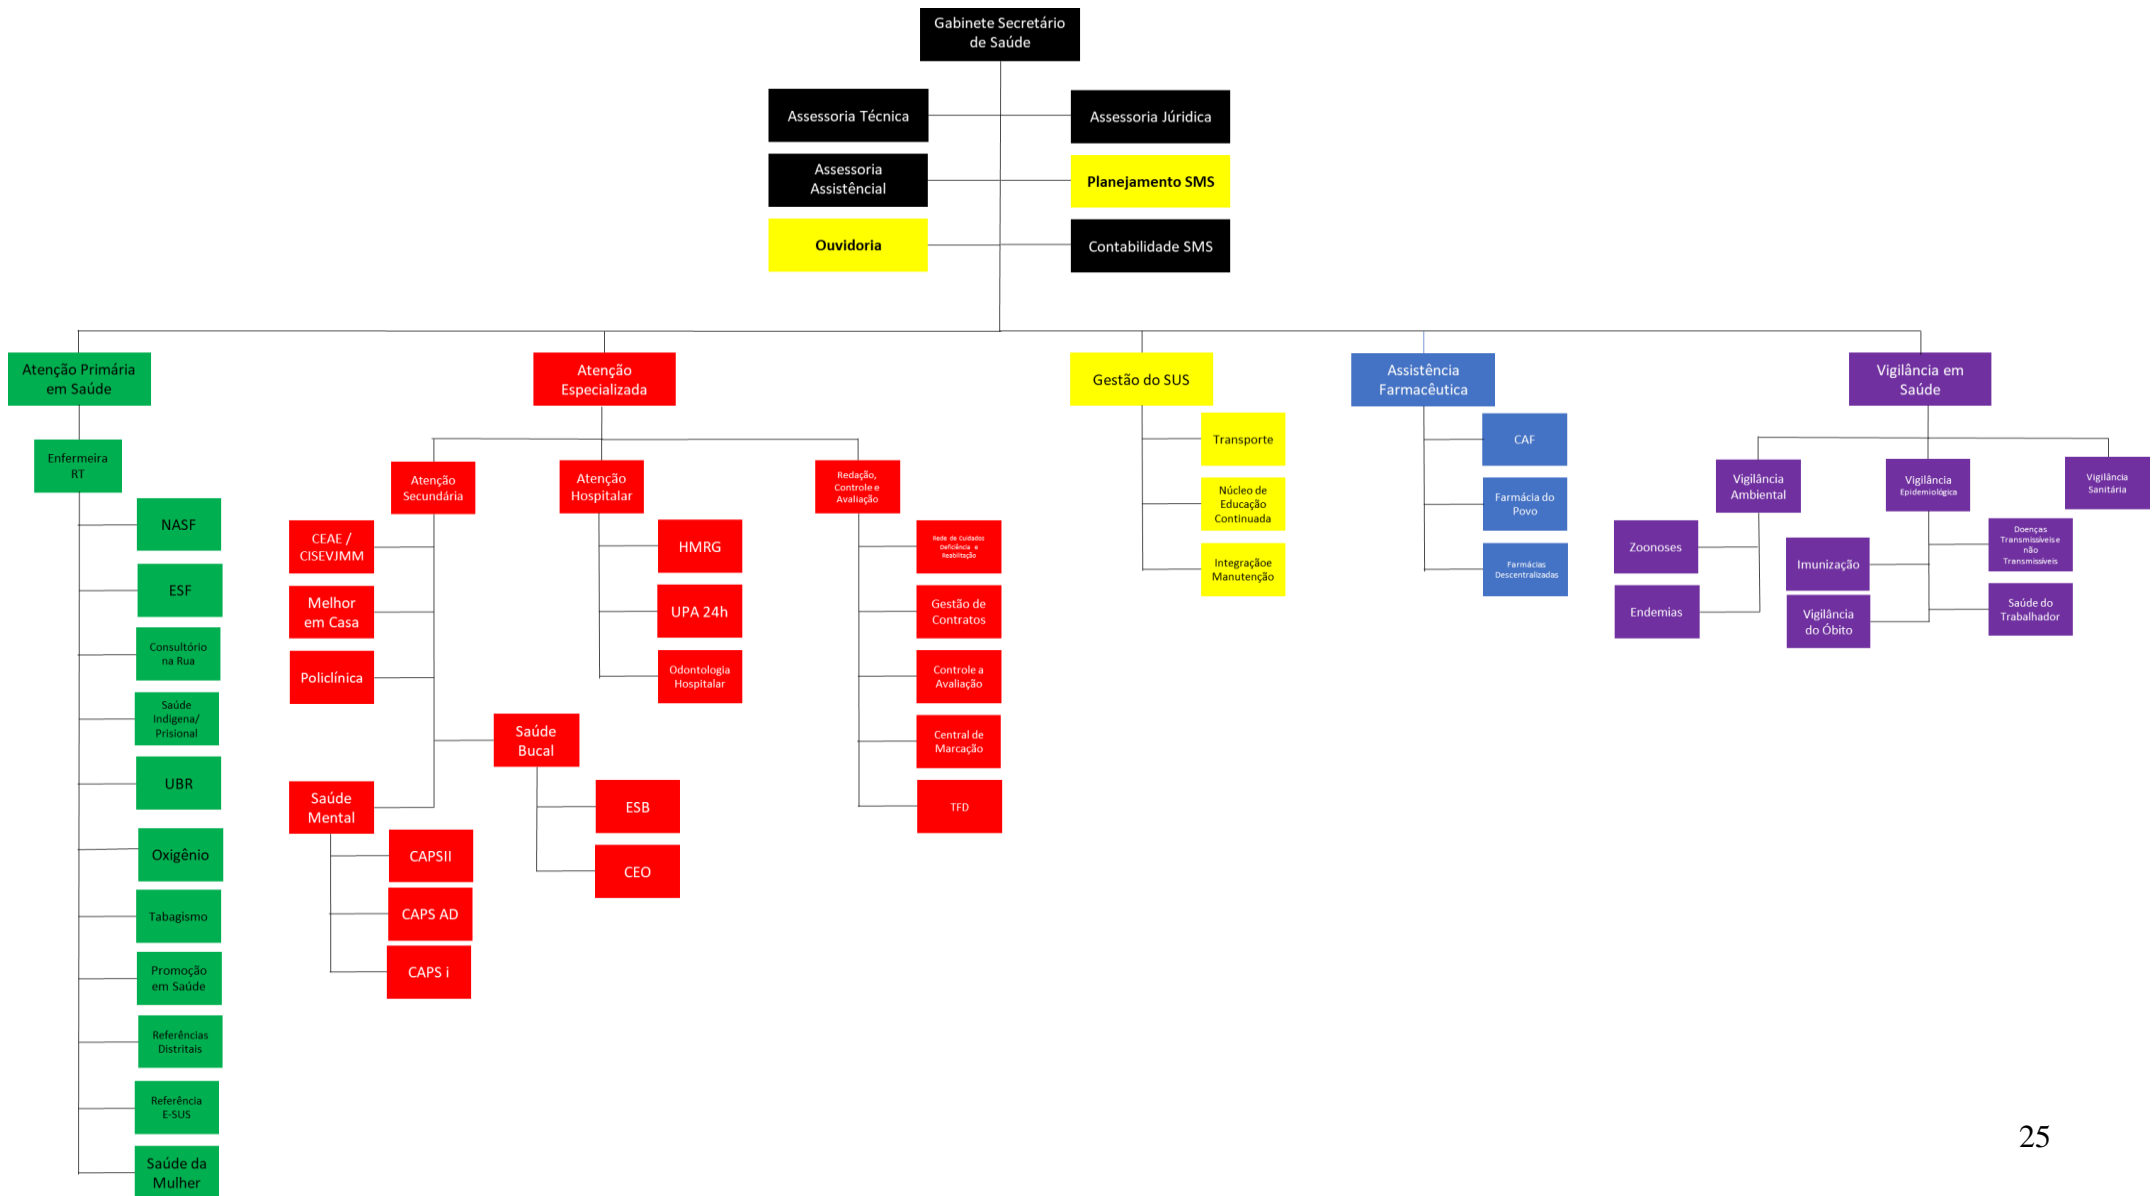 Gabinete Secretário
de Saúde
Assessoria Técnica
Assessoria Júridica
Assessoria
Assistêncial
Planejamento SMS
Ouvidoria
Contabilidade SMS
Atenção Primária
em Saúde
Enfermeira
RT
NASF
ESF
Consultório
na Rua
Saúde
Indigena/
Prisional
UBR
Oxigênio
Tabagismo
Promoção
em Saúde
Referências
Distritais
Referência
E-SUS
Saúde da
Mulher
Atenção
Especializada
Atenção
Secundária
CEAE /
CISEVJMM
Melhor
em Casa
Policlínica
Saúde
Bucal
ESB
CEO
Saúde
Mental
CAPSII
CAPS AD
CAPS i
Atenção
Hospitalar
HMRG
UPA 24h
Odontologia
Hospitalar
Redação,
Controle e
Avaliação
Rede de Cuidados
Deficiência e
Reabilitação
Gestão de
Contratos
Controle a
Avaliação
Central de
Marcação
TFD
Gestão do SUS
Transporte
Núcleo de
Educação
Continuada
Integraçãoe
Manutenção
Assistência
Farmacêutica
CAF
Farmácia do
Povo
Farmácias
Descentralizadas
Vigilância em
Saúde
Vigilância
Ambiental
Zoonoses
Endemias
Vigilância
Epidemiológica
Imunização
Vigilância
do Óbito
Doenças
Transmissíveis e
não
Transmissíveis
Saúde do
Trabalhador
Vigilância
Sanitária
25